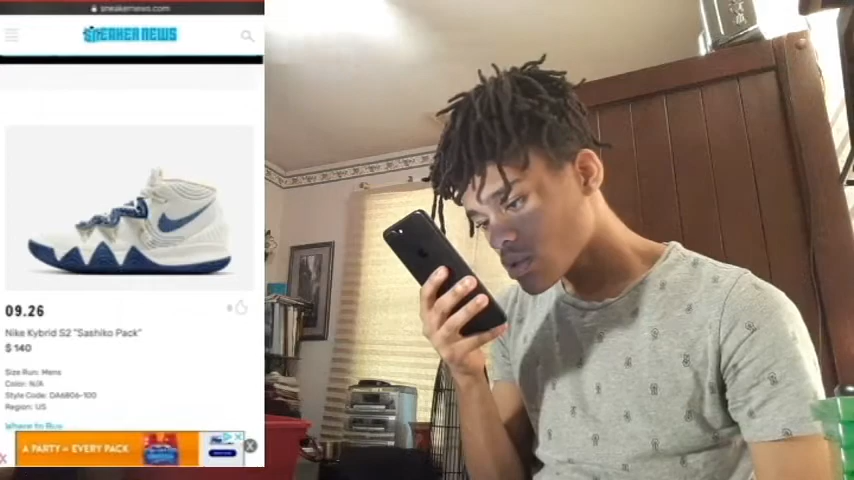 sneakernews.com
SNEAKER NEWS
09.26
Nike Kybrid S2 "Sashiko Pack"
$ 140
Size Run: Mens
Color: N/A
Style Code: DA6806-100
Region: US
Where to Buy
A PARTY IN EVERY PACK